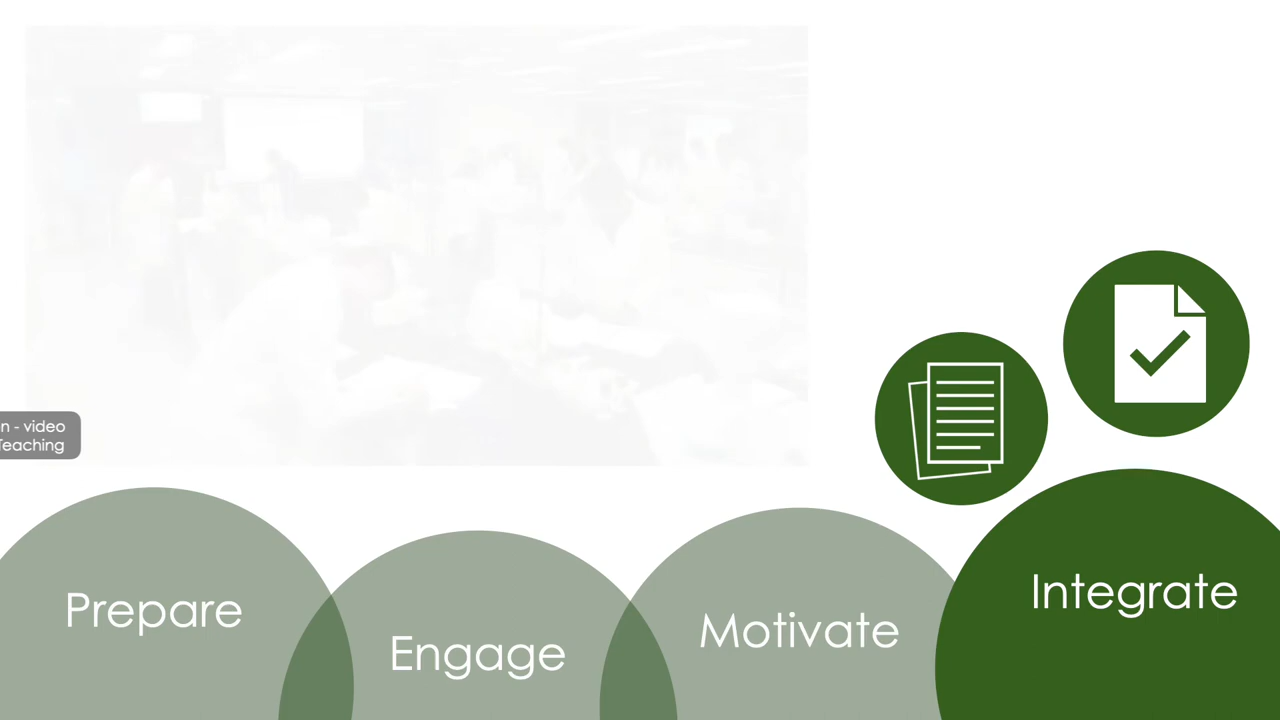 n - video
Teaching
Prepare
Engage
Motivate
Integrate